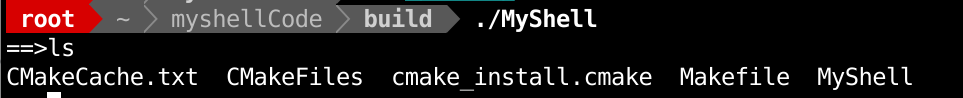 root ~ myshellCode build ./MyShell
==>ls
CMakeCache.txt CMakeFiles cmake_install.cmake Makefile MyShell